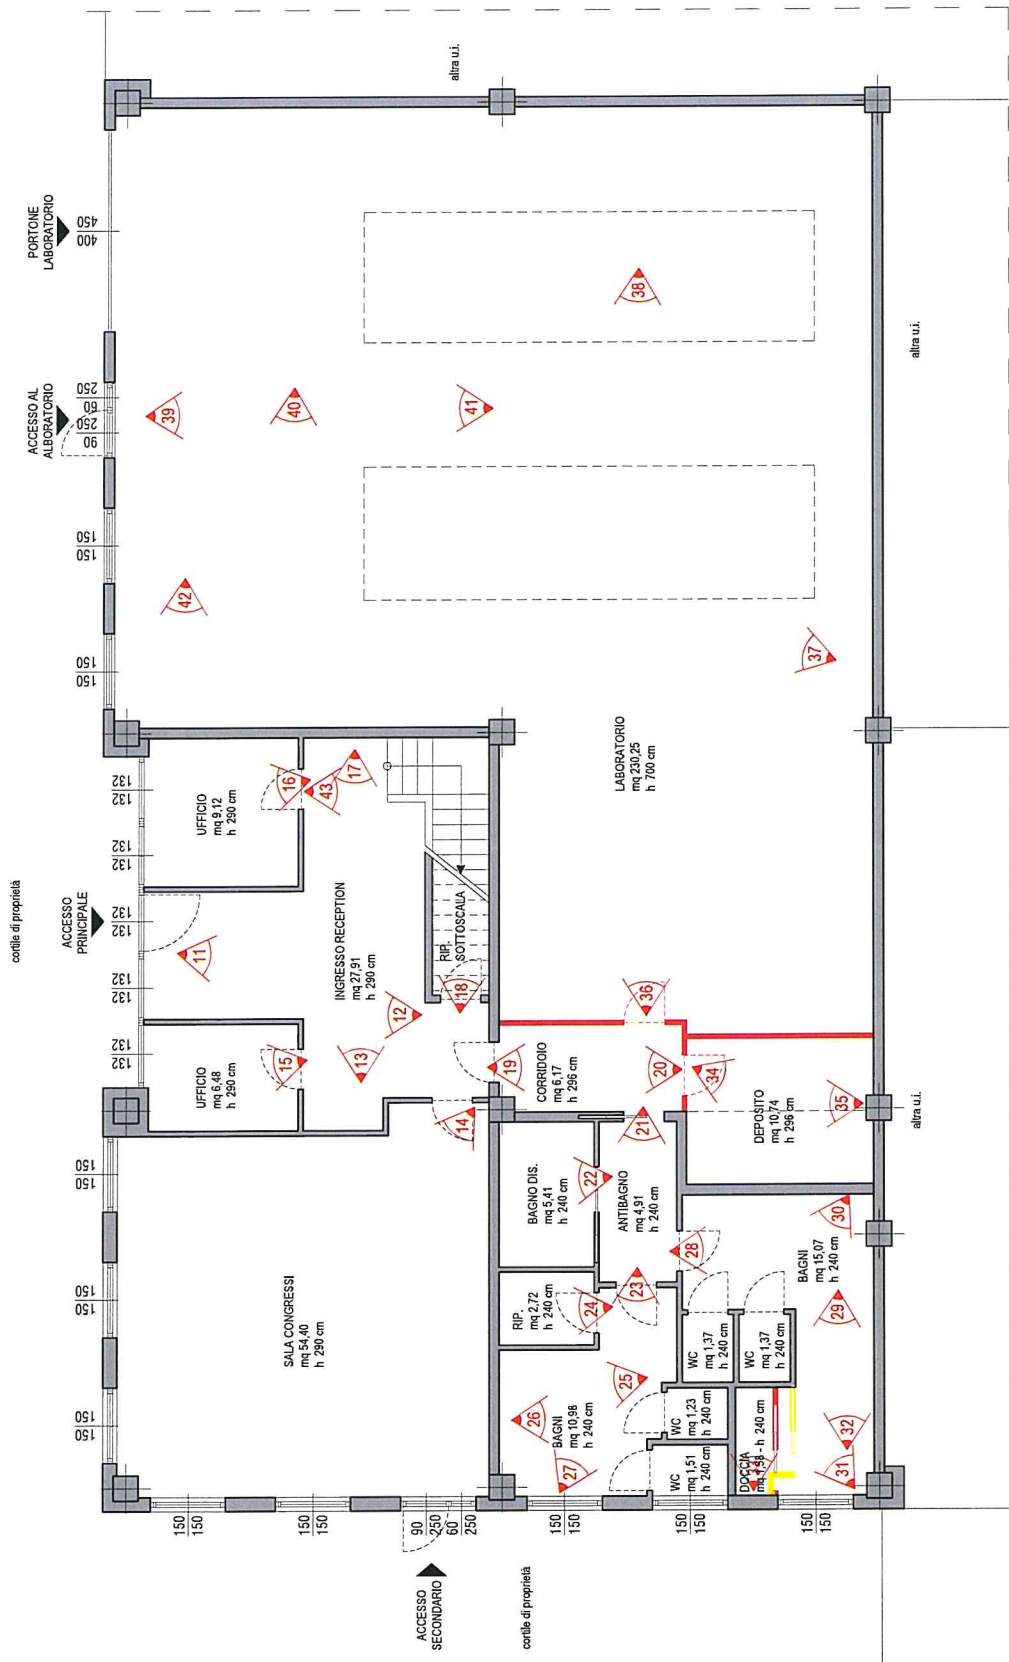 cortile di proprietà
PORTONE
LABORATORIO
450
400
ACCESSO AL
ALBORATORIO
250
60
250
90
150
150
150
150
altra u.i.
39
40
41
38
42
37
LABORATORIO
mq 230,25
h 700 cm
altra u.i.
ACCESSO
PRINCIPALE
132
132
132
132
132
132
132
132
132
132
UFFICIO
mq 9,12
h 290 cm
16
43
17
11
INGRESSO RECEPTION
mq 27,91
h 290 cm
RIP.
SOTTOSCALA
18
12
13
UFFICIO
mq 6,48
h 290 cm
15
14
19
CORRIDOIO
mq 6,17
h 296 cm
36
20
34
DEPOSITO
mq 10,74
h 296 cm
35
altra u.i.
21
150
150
150
150
150
150
SALA CONGRESSI
mq 54,40
h 290 cm
BAGNO DIS.
mq 5,41
h 240 cm
22
ANTIBAGNO
mq 4,91
h 240 cm
28
23
24
RIP.
mq 2,72
h 240 cm
BAGNI
mq 15,07
h 240 cm
30
29
WC
mq 1,37
h 240 cm
WC
mq 1,37
h 240 cm
25
26
BAGNI
mq 10,96
h 240 cm
27
WC
mq 1,23
h 240 cm
WC
mq 1,51
h 240 cm
DOCCIA
h 240 cm
32
31
150
150
150
150
90
250
60
250
150
150
150
150
150
150
ACCESSO
SECONDARIO
cortile di proprietà